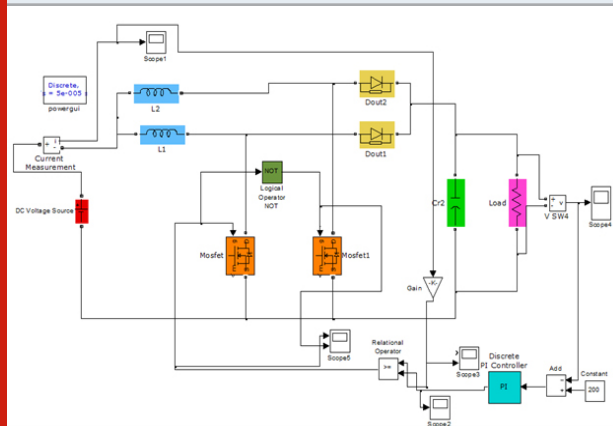 Scope1
Discrete,
= 5e-005
powergui
L2
Dout2
L1
Dout1
Current
Measurement
NOT
Logical
Operator
NOT
DC Voltage Source
Cr2
Load
V SW4
Scope4
Mosfet
Mosfet1
Gain
Scope5
Relational
Operator
>=
Scope3
Discrete
PI Controller
PI
Add
Constant
200
Scope2